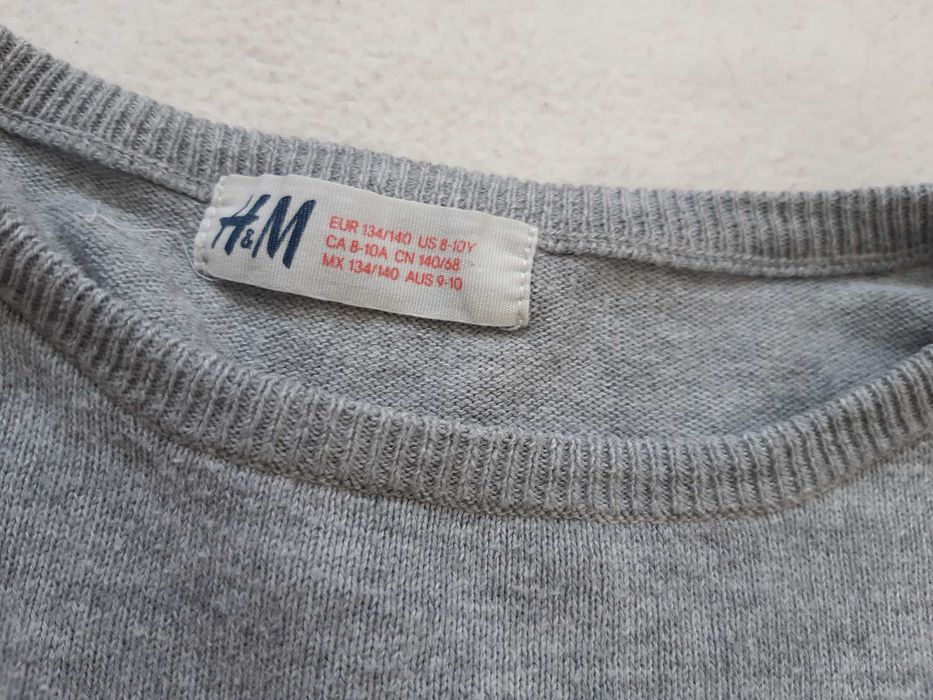 H&M
EUR 134/140 US 8-10Y
CA 8-10A CN 140/68
MX 134/140 AUS 9-10